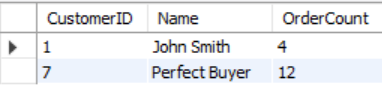 CustomerID Name OrderCount
1 John Smith 4
7 Perfect Buyer 12